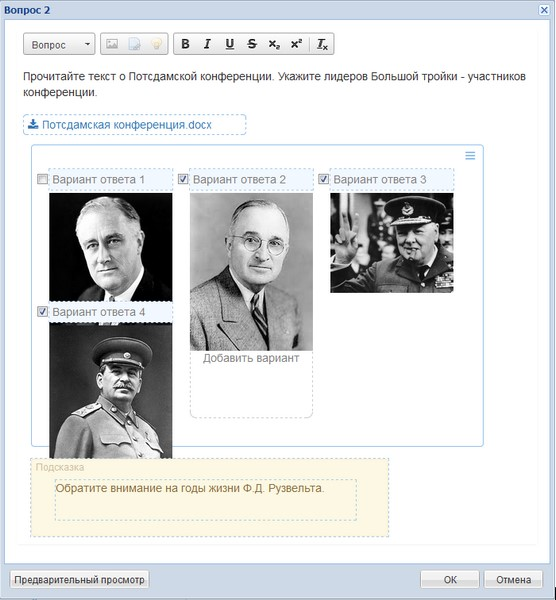 Вопрос 2
Вопрос
B I U S x₂ x² Tx
Прочитайте текст о Потсдамской конференции. Укажите лидеров Большой тройки - участников
конференции.
Потсдамская конференция.docx
Вариант ответа 1
Вариант ответа 2
Вариант ответа 3
Вариант ответа 4
Добавить вариант
Подсказка
Обратите внимание на годы жизни Ф.Д. Рузвельта.
Предварительный просмотр
OK
Отмена